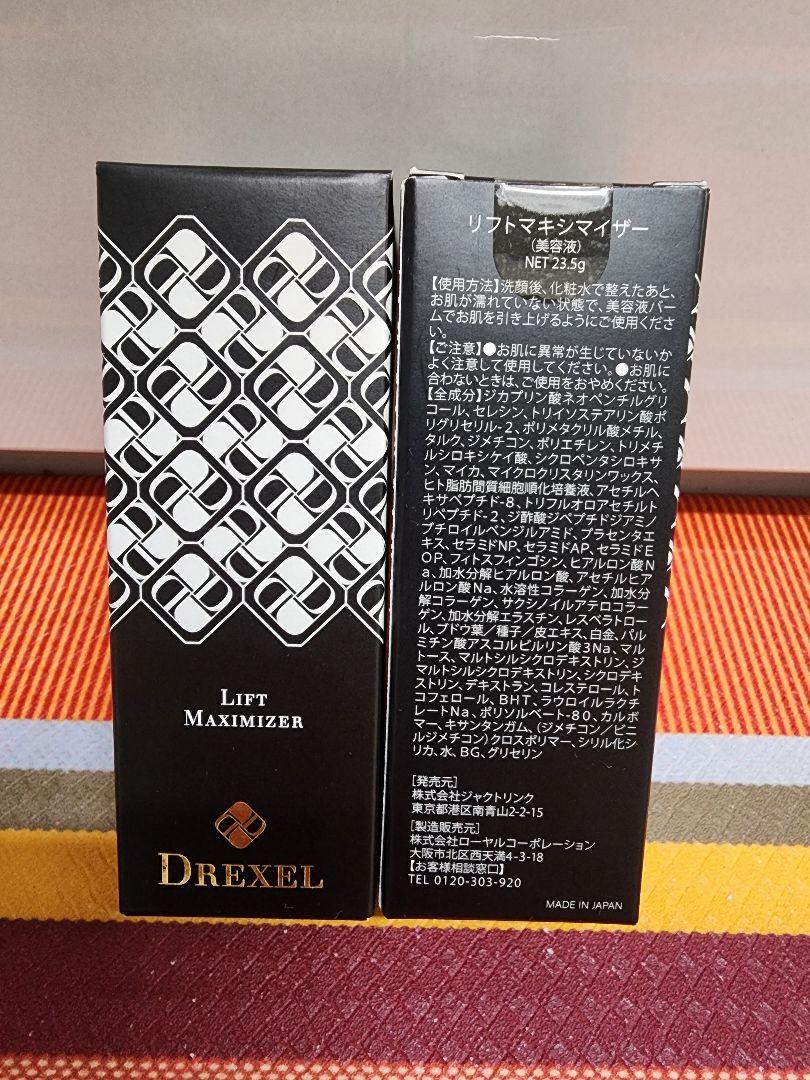 LIFT
MAXIMIZER
DREXEL
リフトマキシマイザー
(美容液)
NET 23.5g
【使用方法】洗顔後、化粧水で整えたあと、
お肌が濡れていない状態で、美容液バー
ムでお肌を引き上げるようにご使用くださ
い。
【ご注意】●お肌に異常が生じていないか
よく注意して使用してください。●お肌に
合わないときは、ご使用をおやめください。
【全成分】ジカプリン酸ネオペンチルグリ
コール、セレシン、トリイソステアリン酸ポ
リグリセリル-2、ポリメタクリル酸メチル、
タルク、ジメチコン、ポリエチレン、トリメチ
ルシロキシケイ酸、シクロペンタシロキサ
ン、マイカ、マイクロクリスタリンワックス、
ヒト脂肪間質細胞順化培養液、アセチルヘ
キサペプチド-8、トリフルオロアセチルト
リペプチド-2、ジ酢酸ジペプチドジアミノ
ブチロイルベンジルアミド、プラセンタエ
キス、セラミドNP、セラミドAP、セラミドE
OP、フィトスフィンゴシン、ヒアルロン酸N
a、加水分解ヒアルロン酸、アセチルヒア
ルロン酸Na、水溶性コラーゲン、加水分
解コラーゲン、サクシノイルアテロコラー
ゲン、加水分解エラスチン、レスベラトロー
ル、ブドウ葉/種子/皮エキス、白金、パル
ミチン酸アスコルビルリン酸3Na、マル
トース、マルトシルシクロデキストリン、ジ
マルトシルシクロデキストリン、シクロデキ
ストリン、デキストラン、コレステロール、ト
コフェロール、BHT、ラウロイルラクチ
レートNa、ポリソルベート-80、カルボ
マー、キサンタンガム、(ジメチコン/ビニ
ルジメチコン)クロスポリマー、シリル化シ
リカ、水、BG、グリセリン
[発売元]
株式会社ジャクトリンク
東京都港区南青山2-2-15
[製造販売元]
株式会社ローヤルコーポレーション
大阪市北区西天満4-3-18
【お客様相談窓口】
TEL 0120-303-920
MADE IN JAPAN